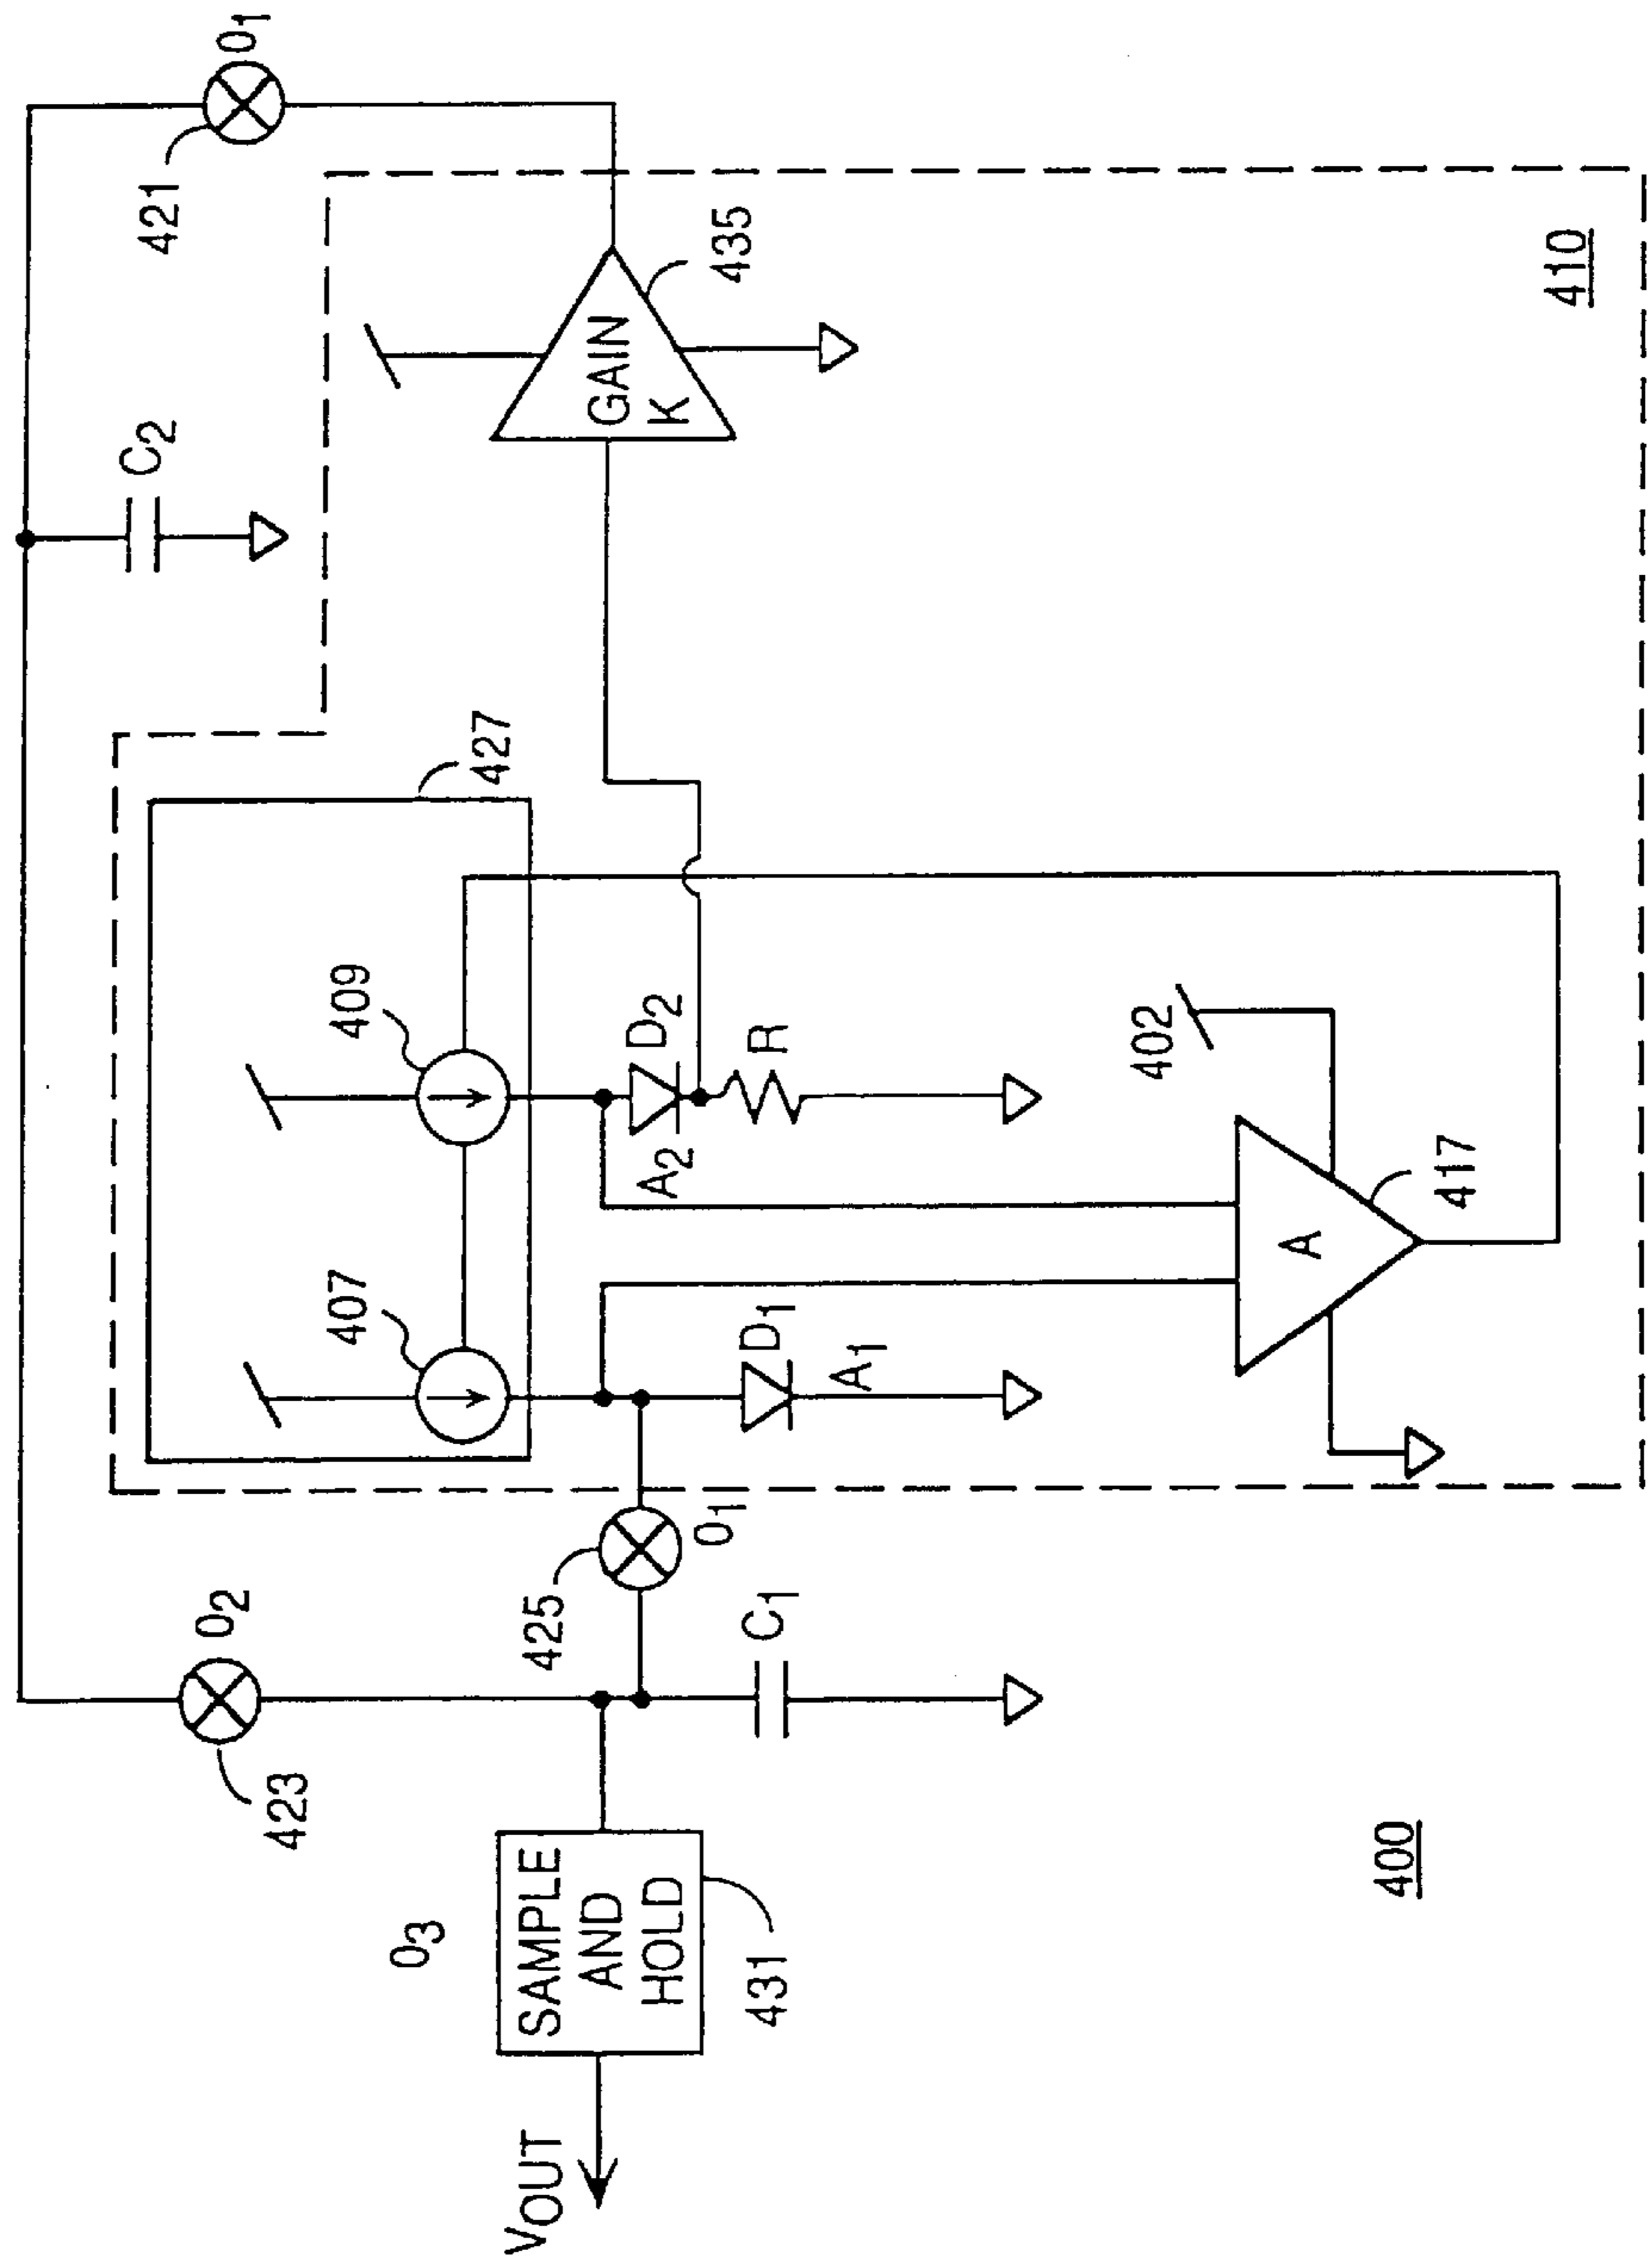 421
O1
C2
427
409
407
O2
423
D2
A2
R
GAIN
K
435
D1
A1
425
O1
C1
O3
SAMPLE
AND
HOLD
431
VOUT
402
A
417
410
400